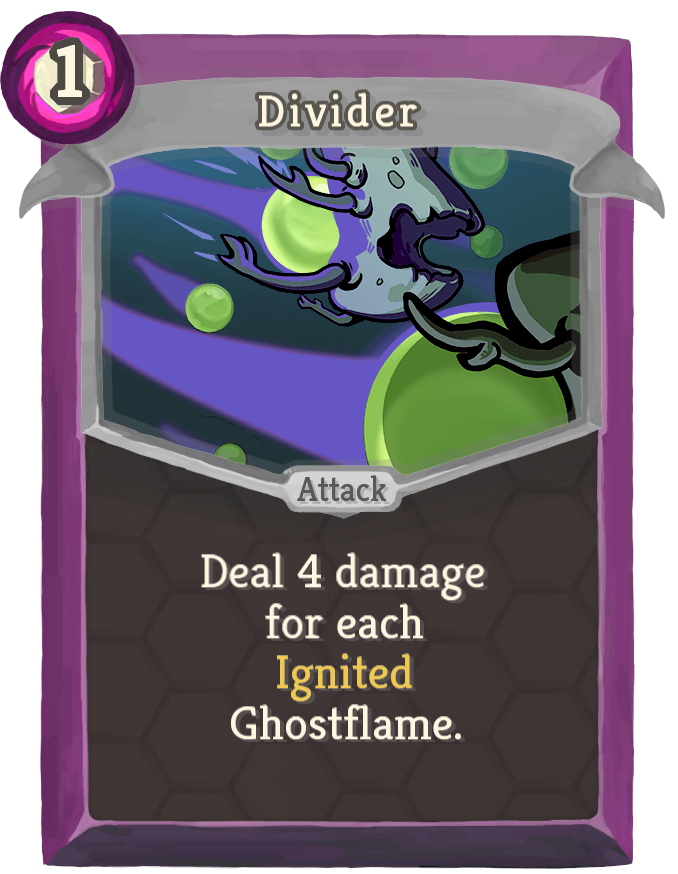 1
Divider
Attack
Deal 4 damage
for each
Ignited
Ghostflame.